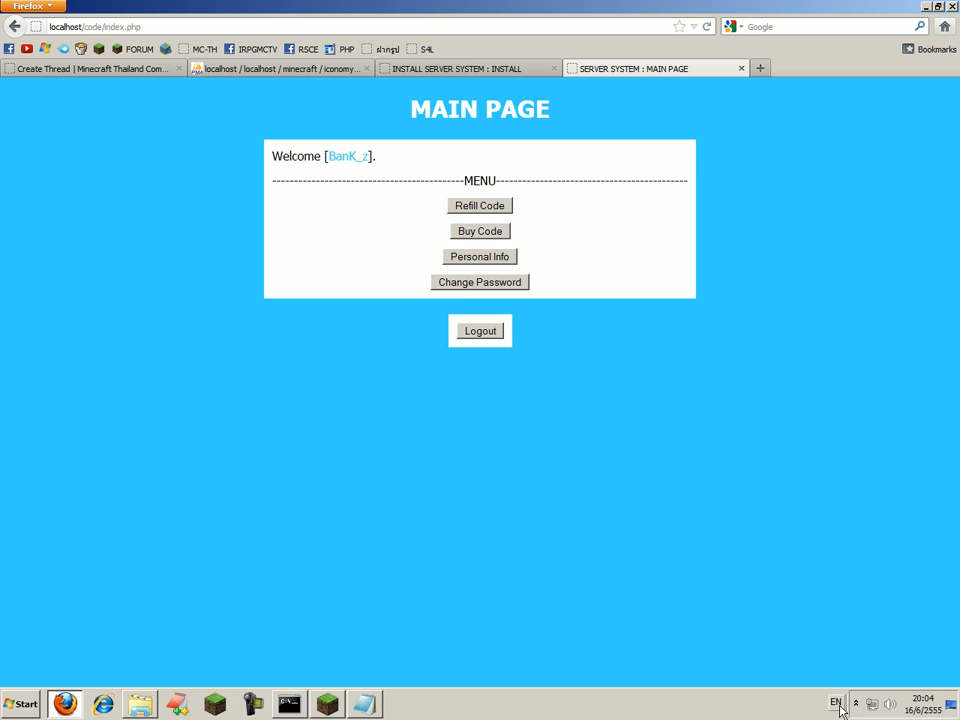 Firefox
localhost/code/index.php
Google
FORUM MC-TH IRPGMCTV RSCE PHP ฝากรูป S4L Bookmarks
Create Thread | Minecraft Thailand Com... localhost / localhost / minecraft / iconomy... INSTALL SERVER SYSTEM : INSTALL SERVER SYSTEM : MAIN PAGE
MAIN PAGE
Welcome [BanK_z].
--------------------------------------------MENU--------------------------------------------
Refill Code
Buy Code
Personal Info
Change Password
Logout
Start
EN
20:04
16/6/2555